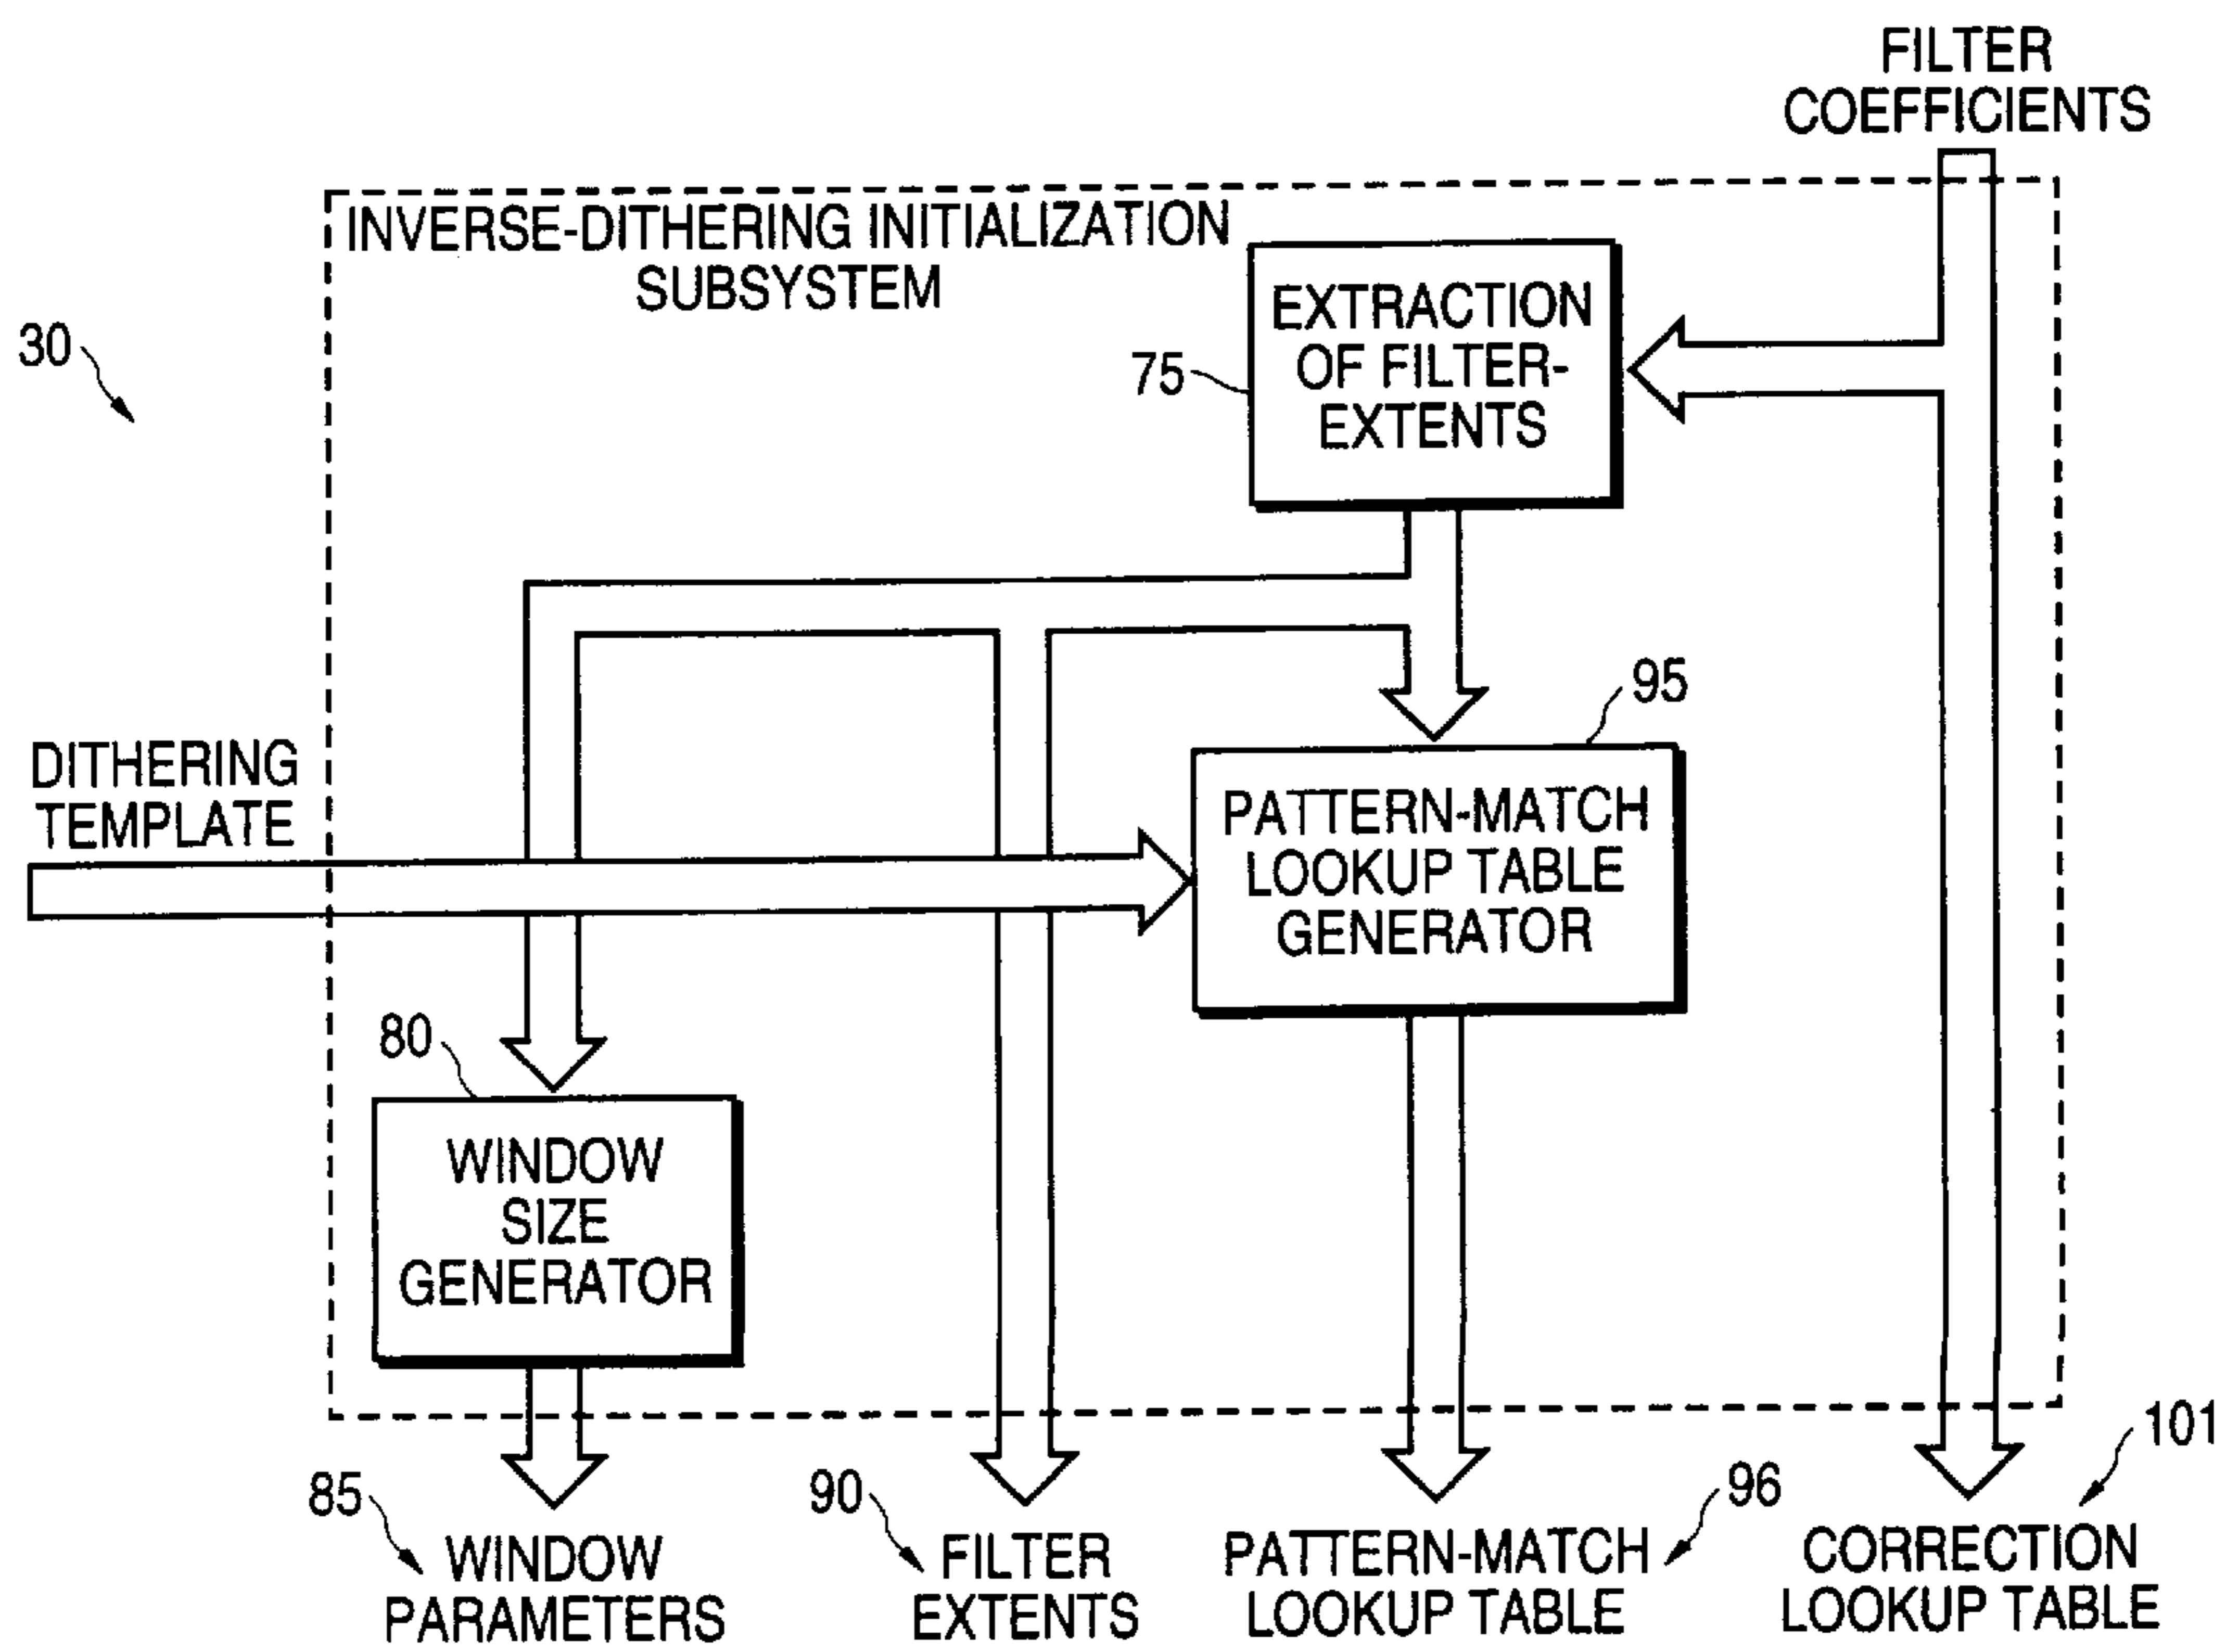 FILTER
COEFFICIENTS
INVERSE-DITHERING INITIALIZATION
SUBSYSTEM
30
75
EXTRACTION
OF FILTER-
EXTENTS
95
DITHERING
TEMPLATE
PATTERN-MATCH
LOOKUP TABLE
GENERATOR
80
WINDOW
SIZE
GENERATOR
85
WINDOW
PARAMETERS
90
FILTER
EXTENTS
96
PATTERN-MATCH
LOOKUP TABLE
101
CORRECTION
LOOKUP TABLE